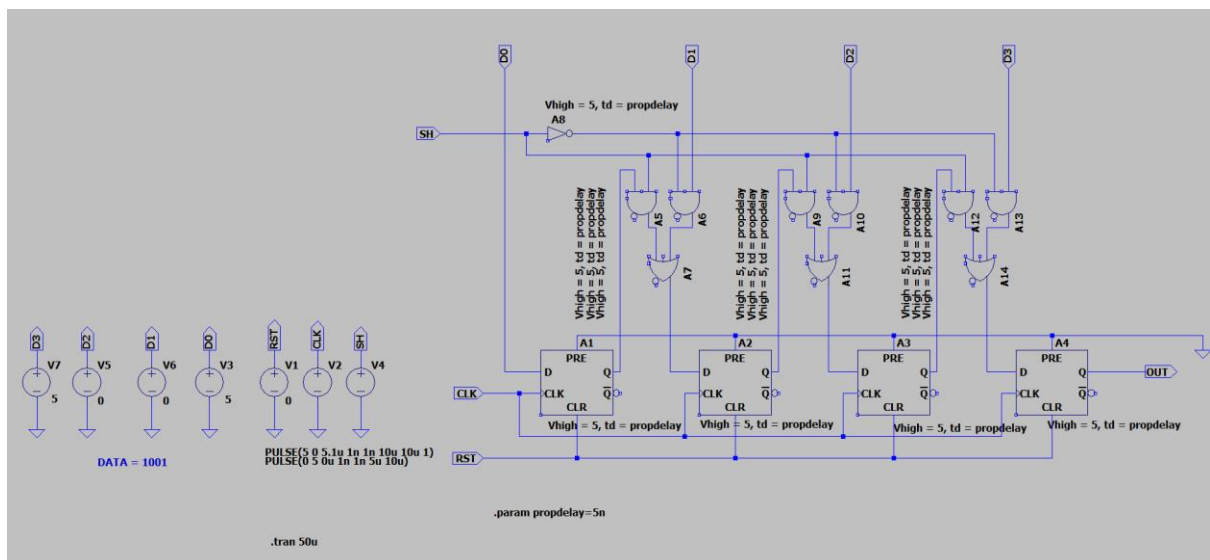 D0
D1
D2
D3
Vhigh = 5, td = propdelay
A8
SH
Vhigh = 5, td = propdelay
Vhigh = 5, td = propdelay
Vhigh = 5, td = propdelay
A5
A6
A7
Vhigh = 5, td = propdelay
Vhigh = 5, td = propdelay
Vhigh = 5, td = propdelay
A9
A10
A11
Vhigh = 5, td = propdelay
Vhigh = 5, td = propdelay
Vhigh = 5, td = propdelay
A12
A13
A14
D3
D2
D1
D0
RST
CLK
SH
V7
V5
V6
V3
V1
V2
V4
5
0
0
5
0
DATA = 1001
PULSE(5 0 5.1u 1n 1n 10u 10u 1)
PULSE(0 5 0u 1n 1n 5u 10u)
A1
A2
A3
A4
PRE
PRE
PRE
PRE
D
Q
D
Q
D
Q
D
Q
OUT
CLK
CLK
Q
CLK
Q
CLK
Q
CLK
Q
CLR
CLR
CLR
CLR
Vhigh = 5, td = propdelay
Vhigh = 5, td = propdelay
Vhigh = 5, td = propdelay
Vhigh = 5, td = propdelay
RST
.param propdelay=5n
.tran 50u